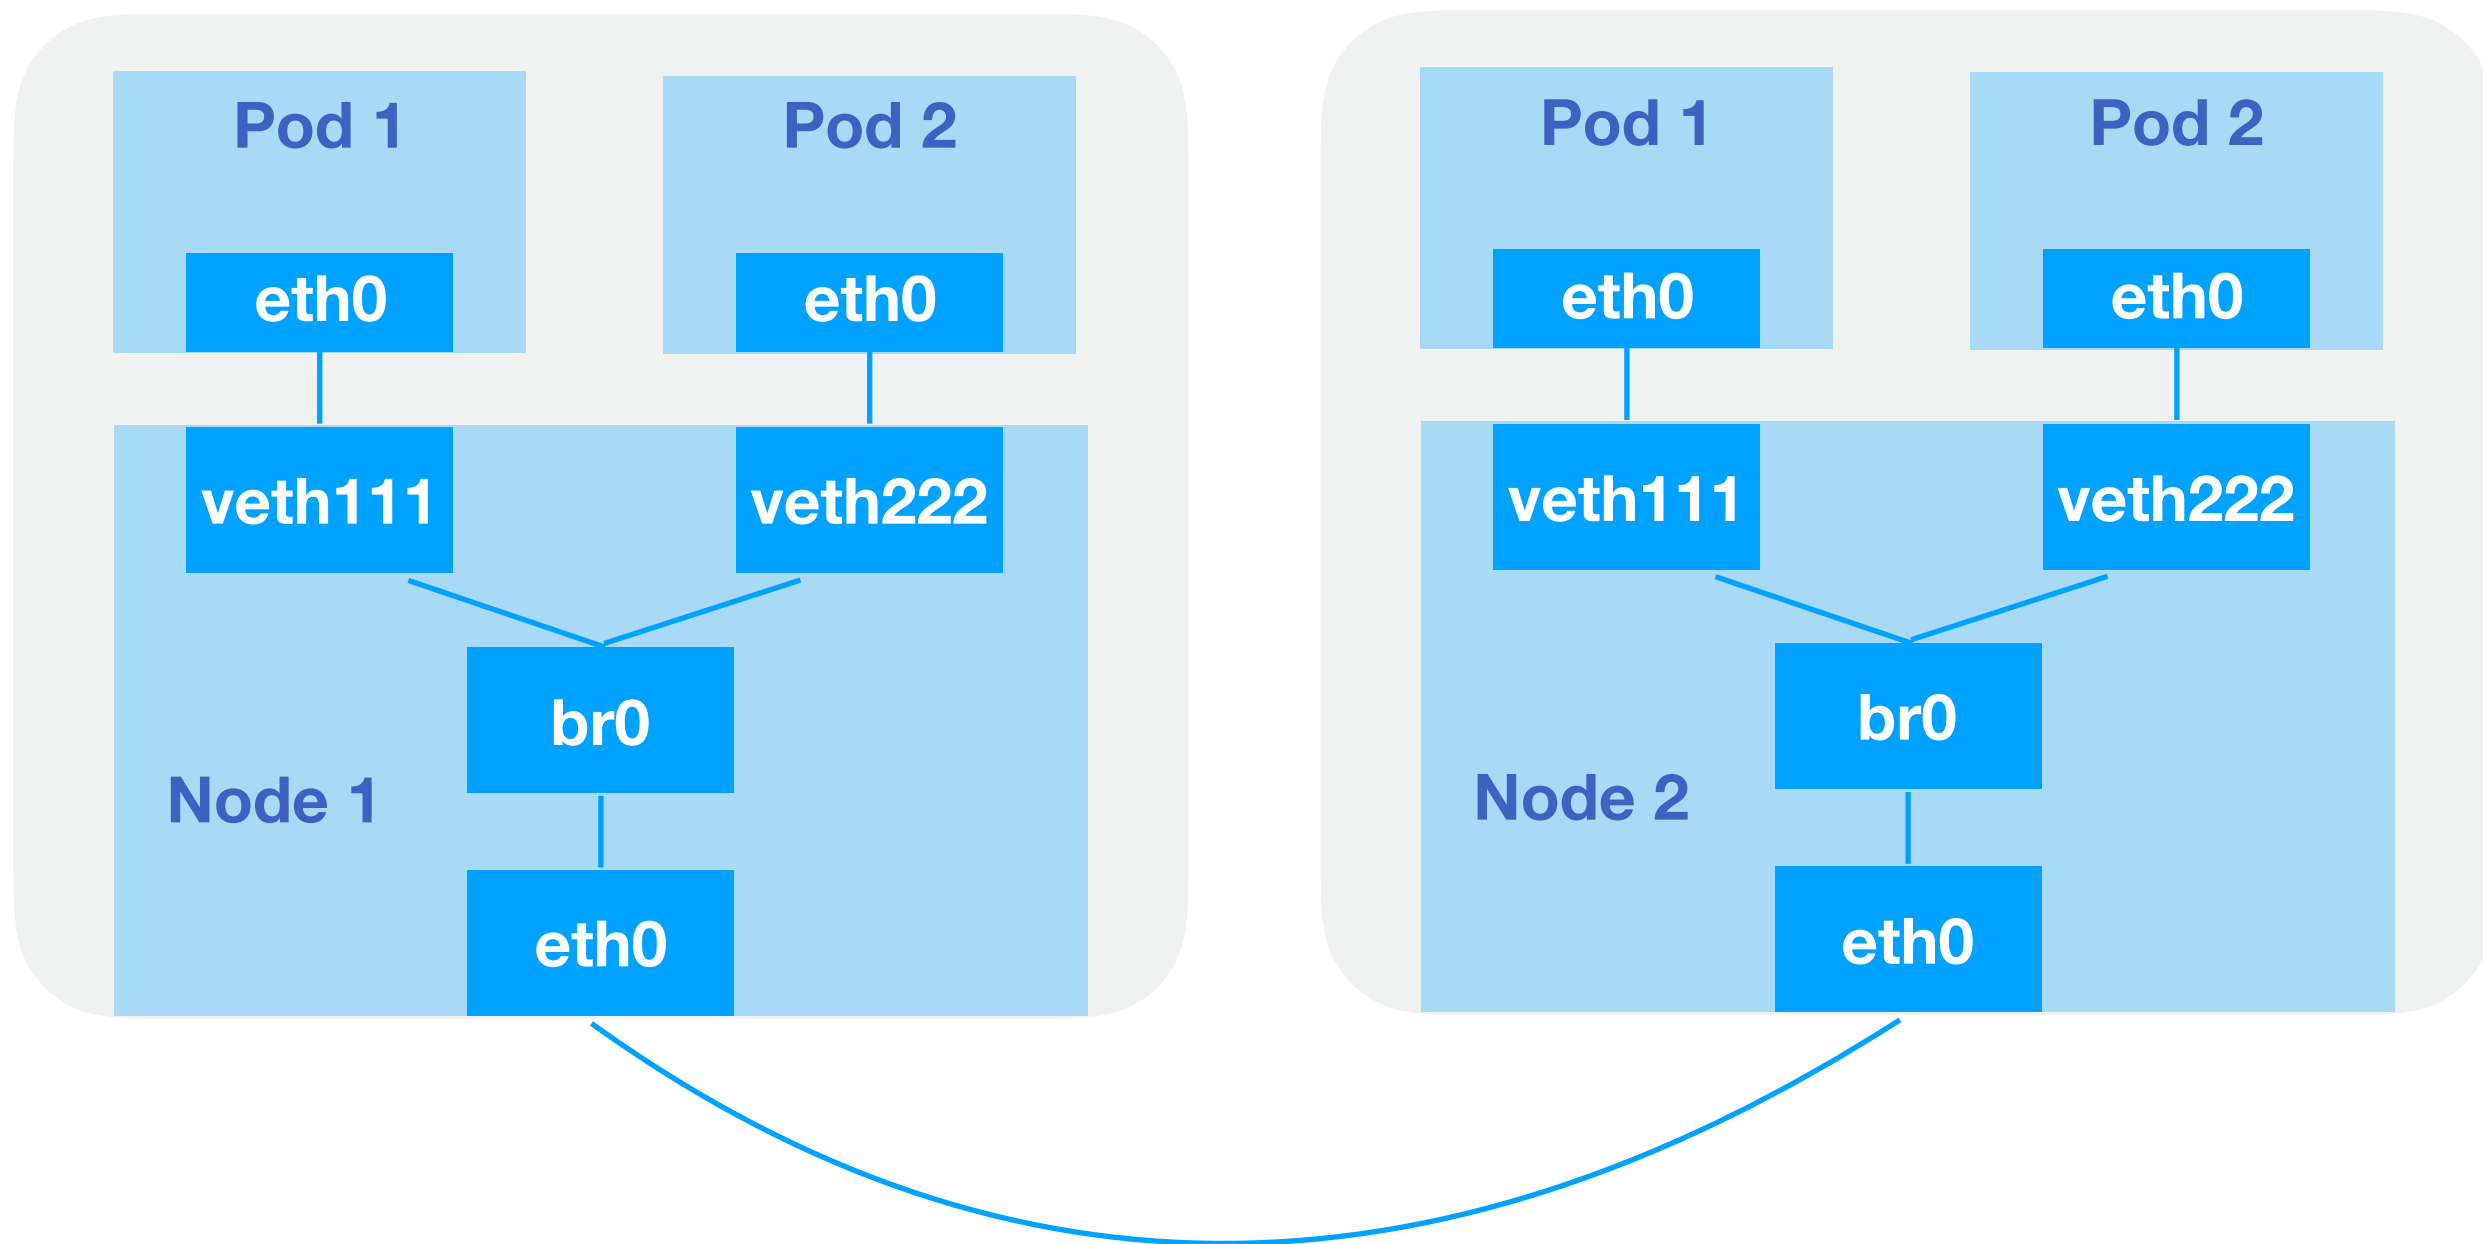 Pod 1
Pod 2
eth0
eth0
veth111
veth222
br0
Node 1
eth0
Pod 1
Pod 2
eth0
eth0
veth111
veth222
br0
Node 2
eth0